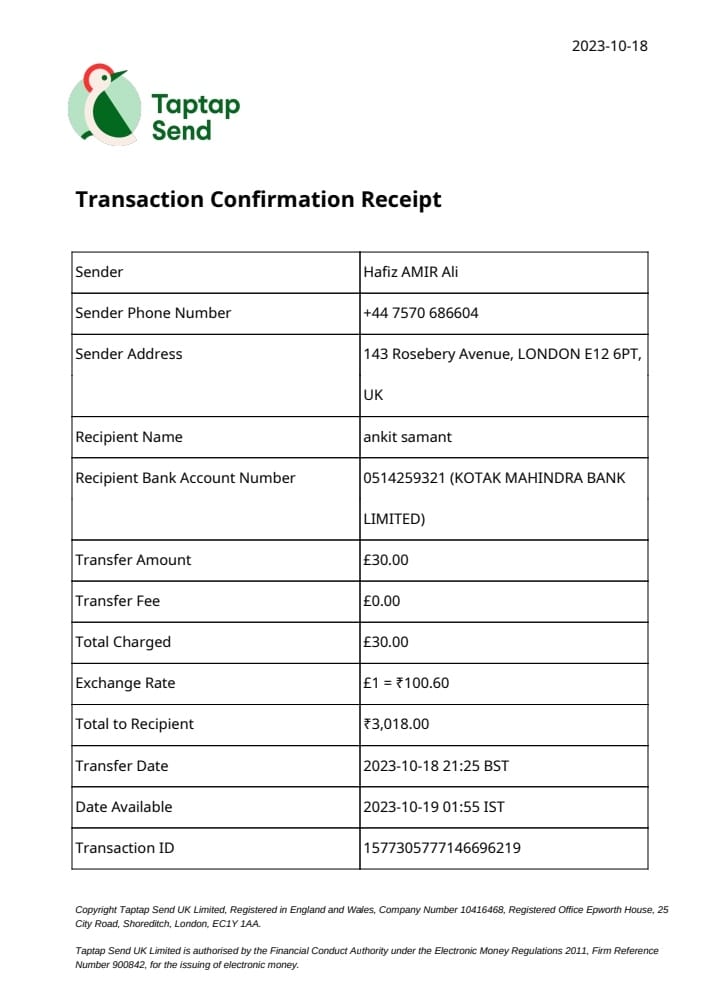 2023-10-18
Taptap
Send
Transaction Confirmation Receipt
Sender Hafiz AMIR Ali
Sender Phone Number +44 7570 686604
Sender Address 143 Rosebery Avenue, LONDON E12 6PT,
UK
Recipient Name ankit samant
Recipient Bank Account Number 0514259321 (KOTAK MAHINDRA BANK
LIMITED)
Transfer Amount £30.00
Transfer Fee £0.00
Total Charged £30.00
Exchange Rate £1 = ₹100.60
Total to Recipient ₹3,018.00
Transfer Date 2023-10-18 21:25 BST
Date Available 2023-10-19 01:55 IST
Transaction ID 1577305777146696219
Copyright Taptap Send UK Limited, Registered in England and Wales, Company Number 10416468, Registered Office Epworth House, 25
City Road, Shoreditch, London, EC1Y 1AA.
Taptap Send UK Limited is authorised by the Financial Conduct Authority under the Electronic Money Regulations 2011, Firm Reference
Number 900842, for the issuing of electronic money.